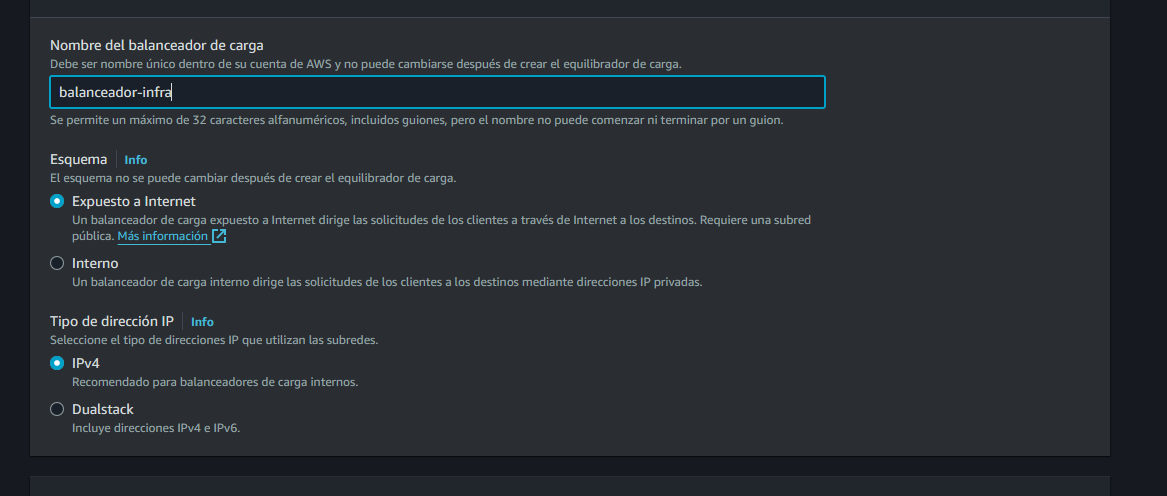 Nombre del balanceador de carga
Debe ser nombre único dentro de su cuenta de AWS y no puede cambiarse después de crear el equilibrador de carga.
balanceador-infra
Se permite un máximo de 32 caracteres alfanuméricos, incluidos guiones, pero el nombre no puede comenzar ni terminar por un guion.
Esquema Info
El esquema no se puede cambiar después de crear el equilibrador de carga.
Expuesto a Internet
Un balanceador de carga expuesto a Internet dirige las solicitudes de los clientes a través de Internet a los destinos. Requiere una subred
pública. Más información
Interno
Un balanceador de carga interno dirige las solicitudes de los clientes a los destinos mediante direcciones IP privadas.
Tipo de dirección IP Info
Seleccione el tipo de direcciones IP que utilizan las subredes.
IPv4
Recomendado para balanceadores de carga internos.
Dualstack
Incluye direcciones IPv4 e IPv6.